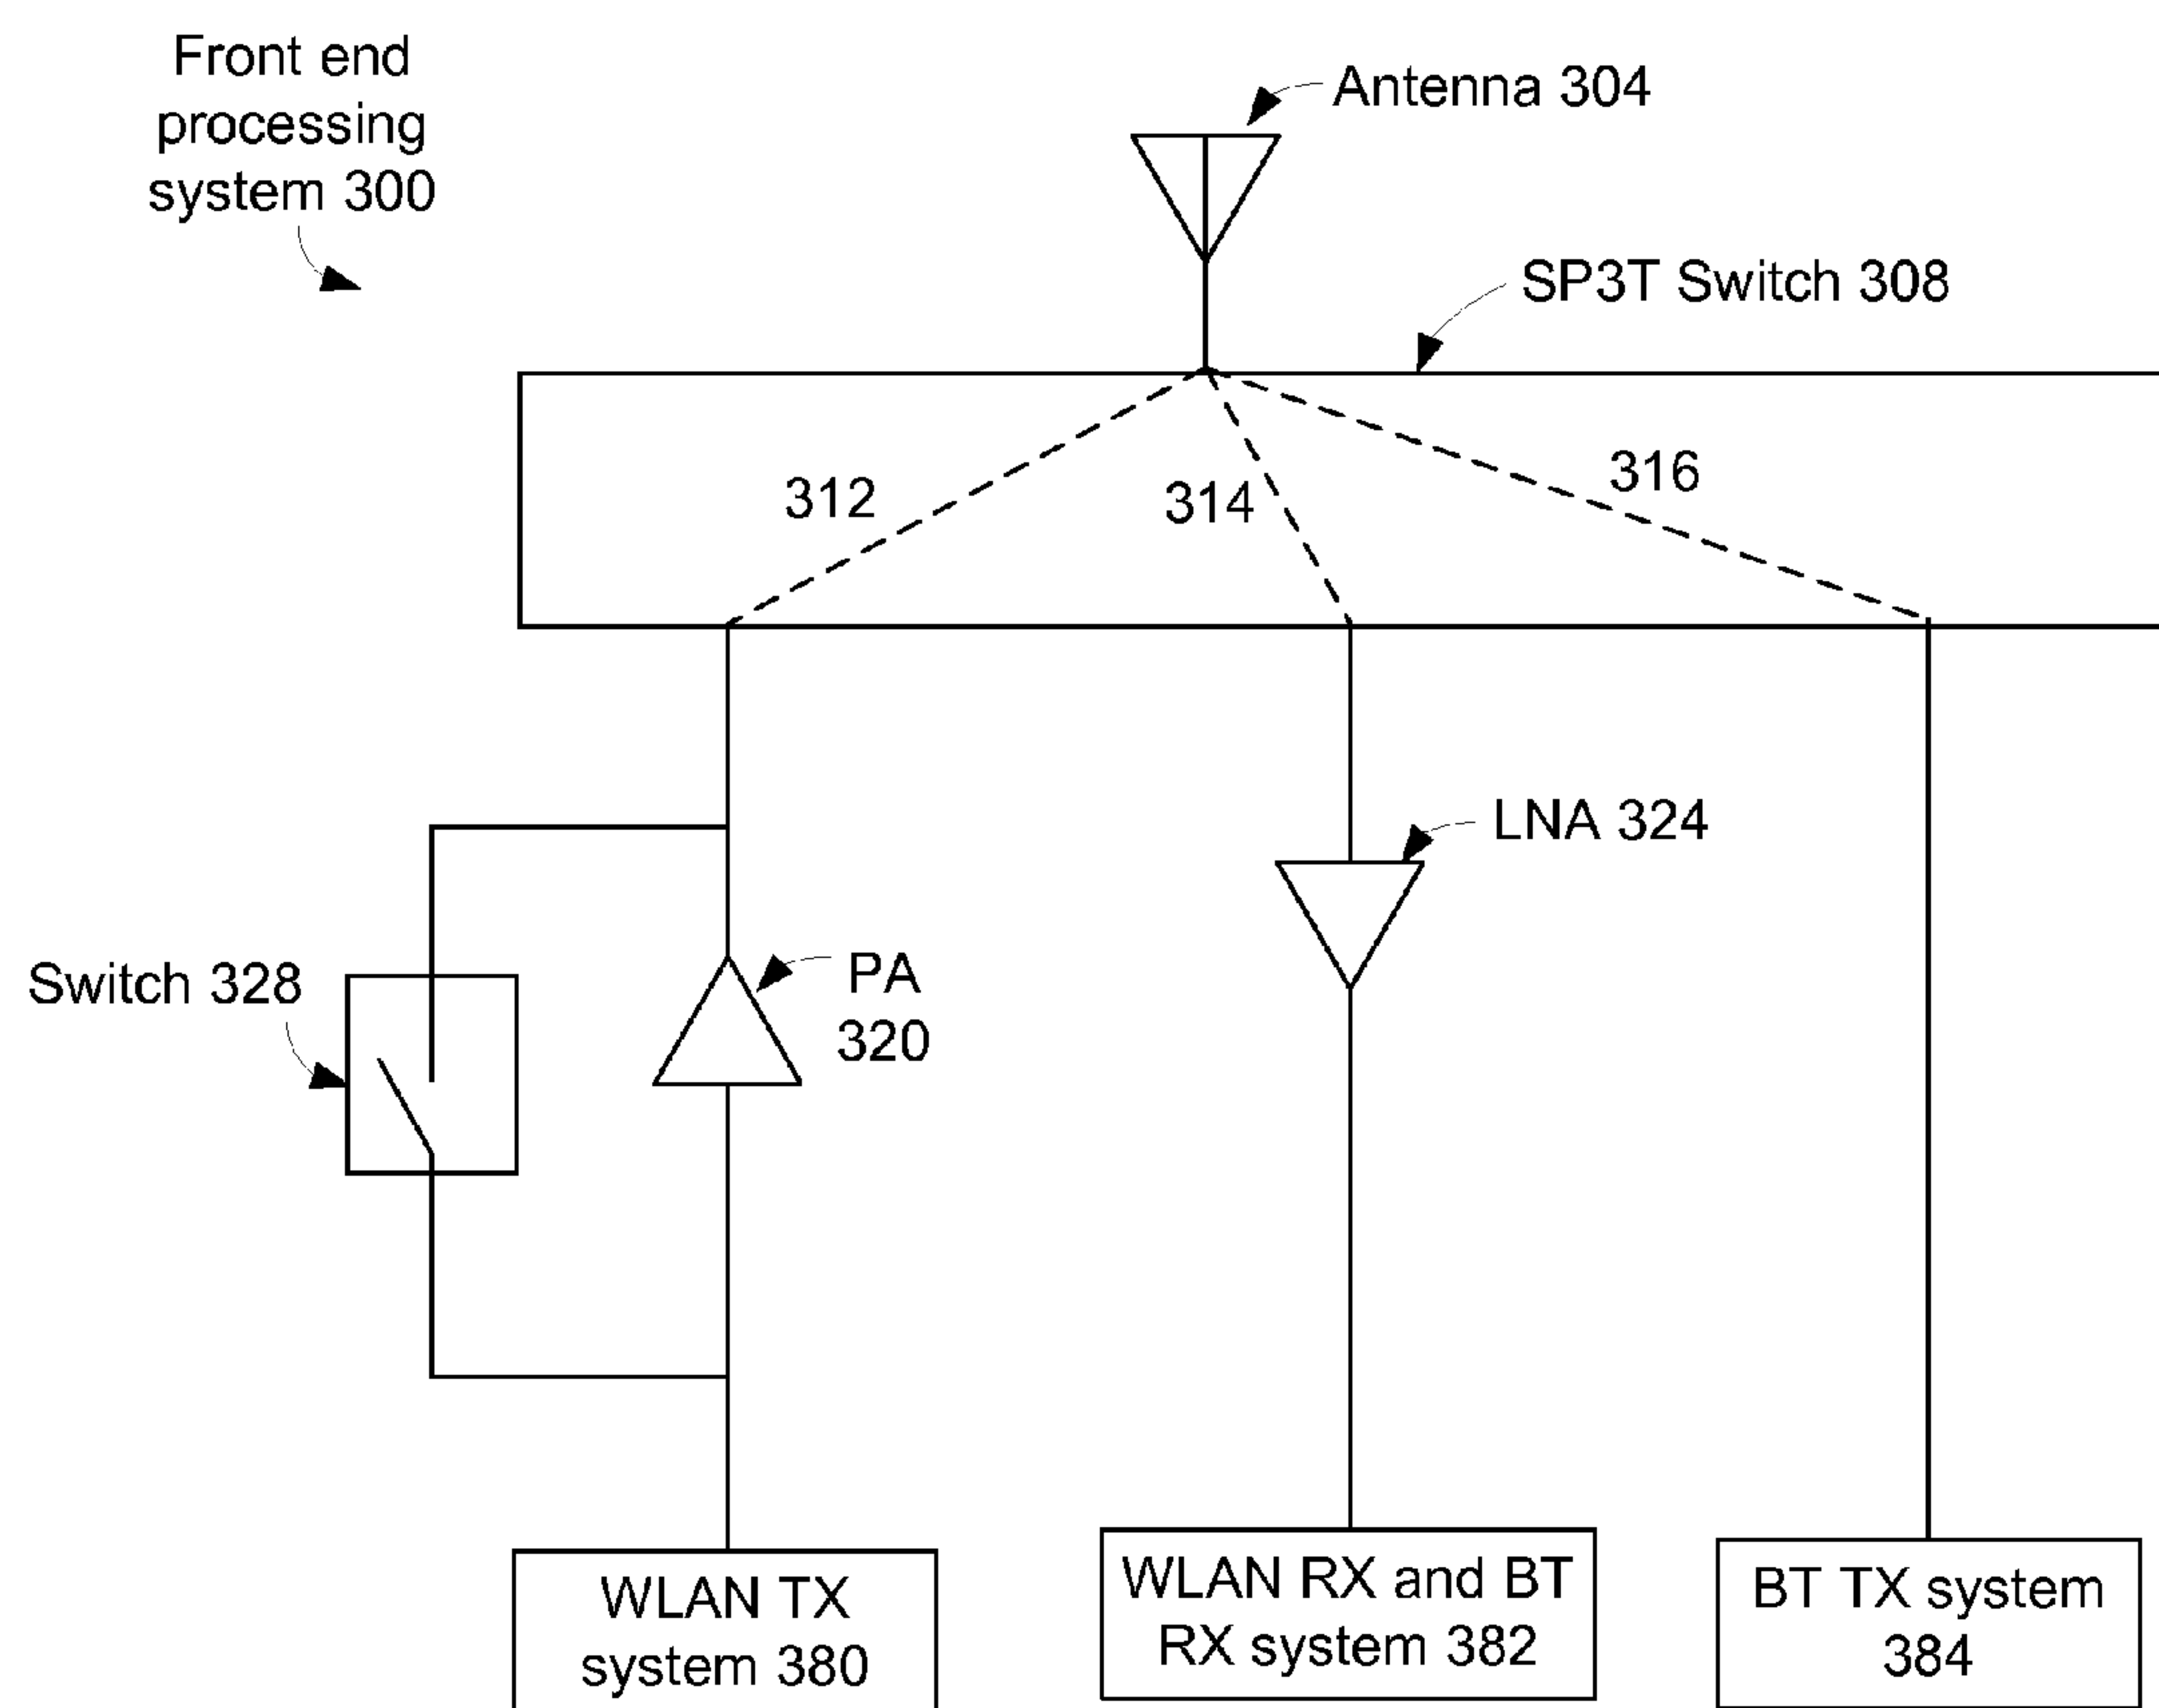 Front end
processing
system 300
Antenna 304
SP3T Switch 308
312
314
316
LNA 324
Switch 328
PA
320
WLAN TX
system 380
WLAN RX and BT
RX system 382
BT TX system
384